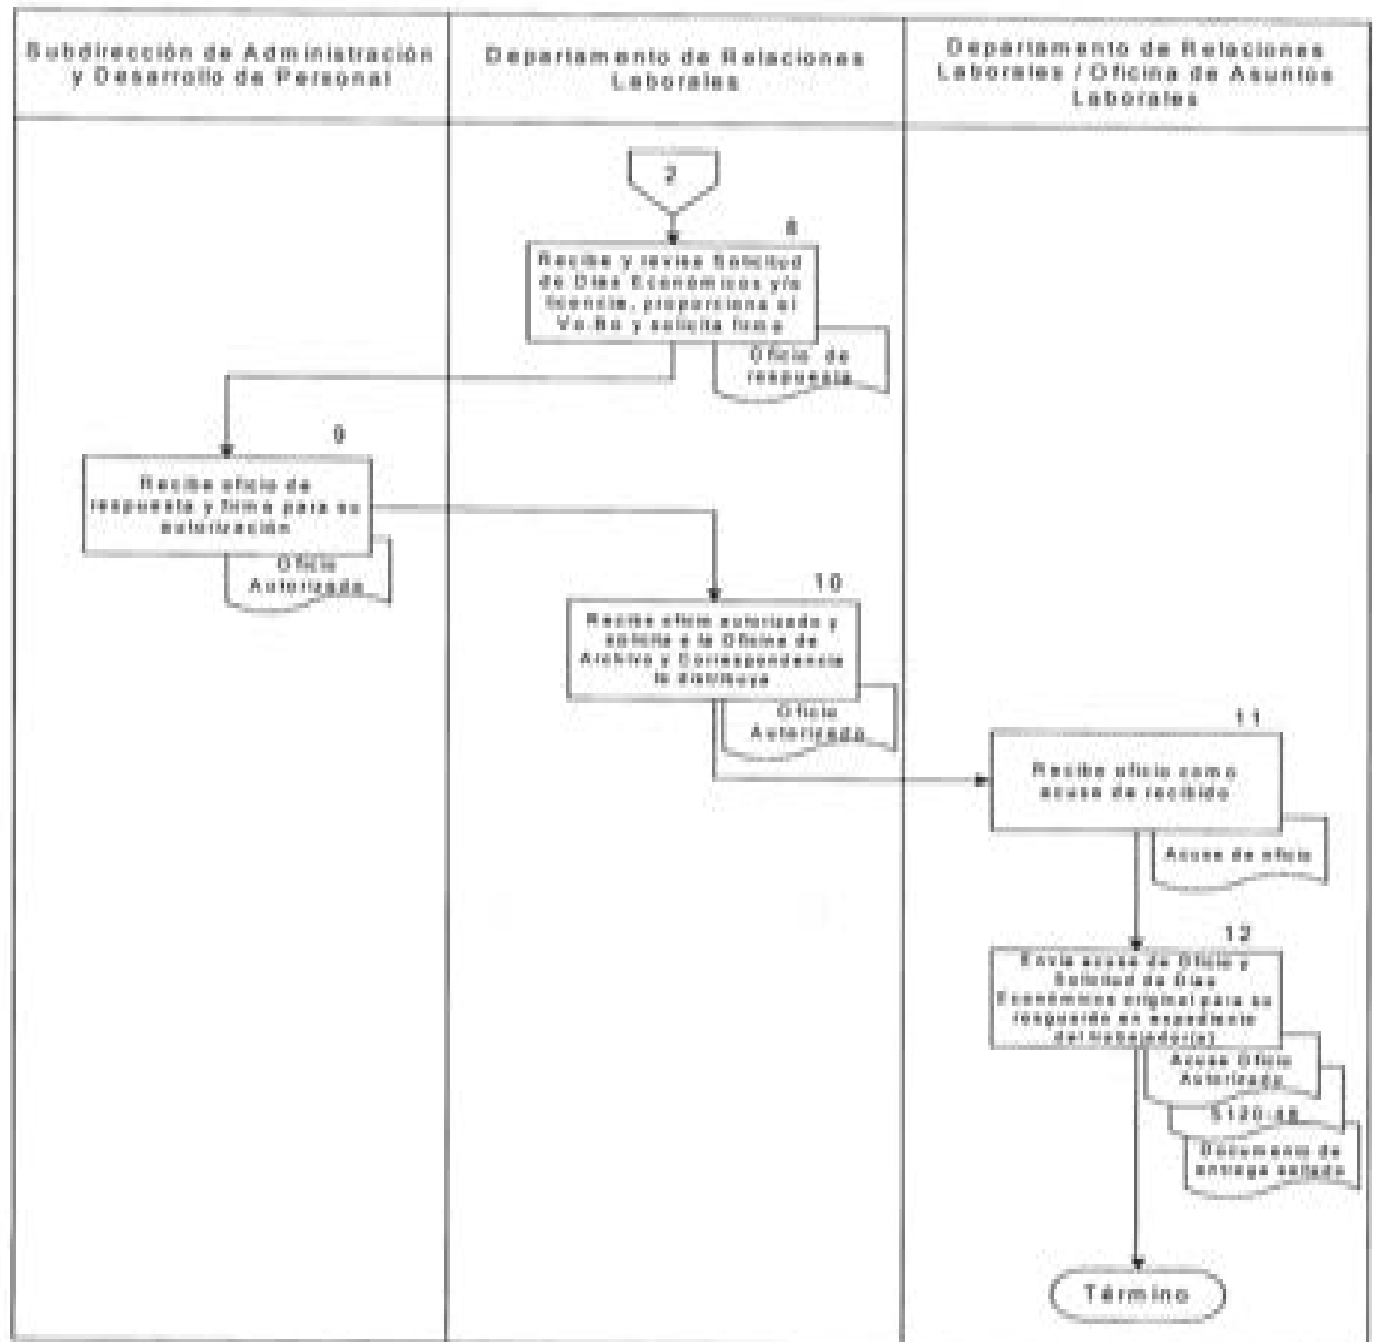 Subdirección de Administración
y Desarrollo de Personal
Departamento de Relaciones
Laborales
Departamento de Relaciones
Laborales / Oficina de Asuntos
Laborales
2
8
Recibe y revisa Solicitud
de Días Económicos y/o
licencia, proporciona el
Vo.Bo y solicita firma
Oficio de
respuesta
9
Recibe oficio de
respuesta y firma para su
autorización
Oficio
Autorizado
10
Recibe oficio autorizado y
solicita a la Oficina de
Archivo y Correspondencia
lo distribuya
Oficio
Autorizado
11
Recibe oficio como
acuse de recibido
Acuse de oficio
12
Envía acuse de Oficio y
Solicitud de Días
Económicos original para su
resguardo en expediente
del trabajador(a)
Acuse Oficio
Autorizado
Documento de
entrega sellado
Término